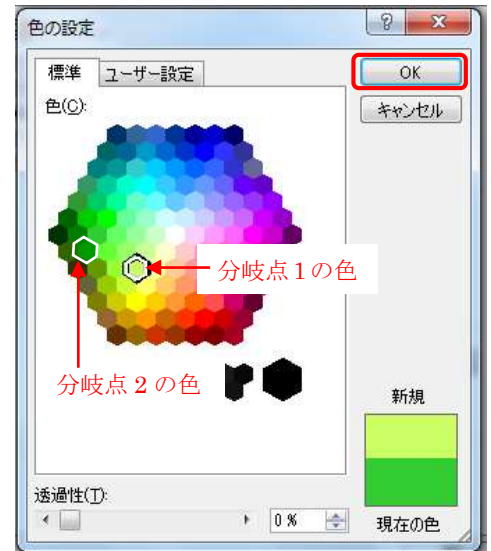 色の設定
標準 ユーザー設定
OK
キャンセル
色(C):
分岐点1の色
分岐点2の色
新規
現在の色
透過性(T):
0 %